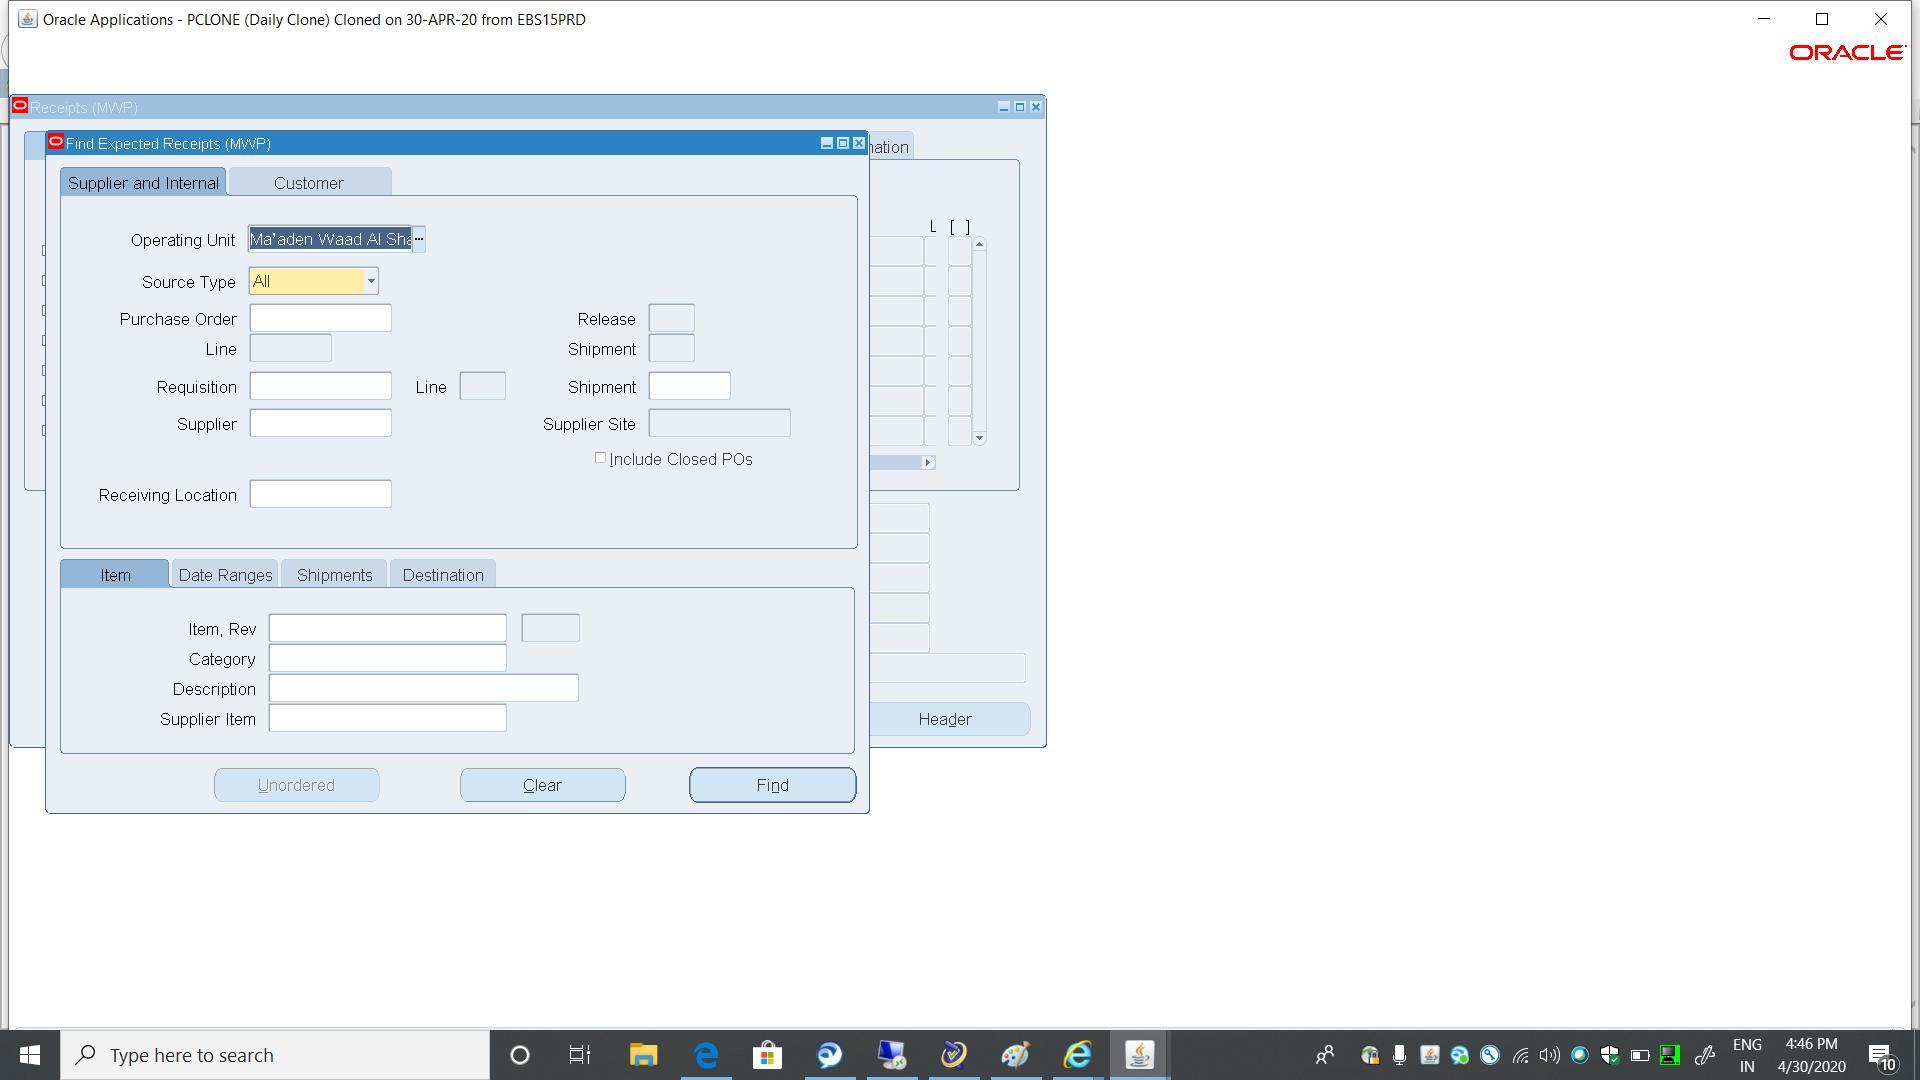 Oracle Applications - PCLONE (Daily Clone) Cloned on 30-APR-20 from EBS15PRD
ORACLE
Receipts (MWP)
Find Expected Receipts (MWP)
Supplier and Internal Customer
Operating Unit Ma'aden Waad Al Sha
L [ ]
Source Type All
Purchase Order Release
Line Shipment
Requisition Line Shipment
Supplier Supplier Site
Include Closed POs
Receiving Location
Item Date Ranges Shipments Destination
Item, Rev
Category
Description
Supplier Item
Header
Unordered Clear Find
Type here to search
ENG
IN
4:46 PM
4/30/2020
10